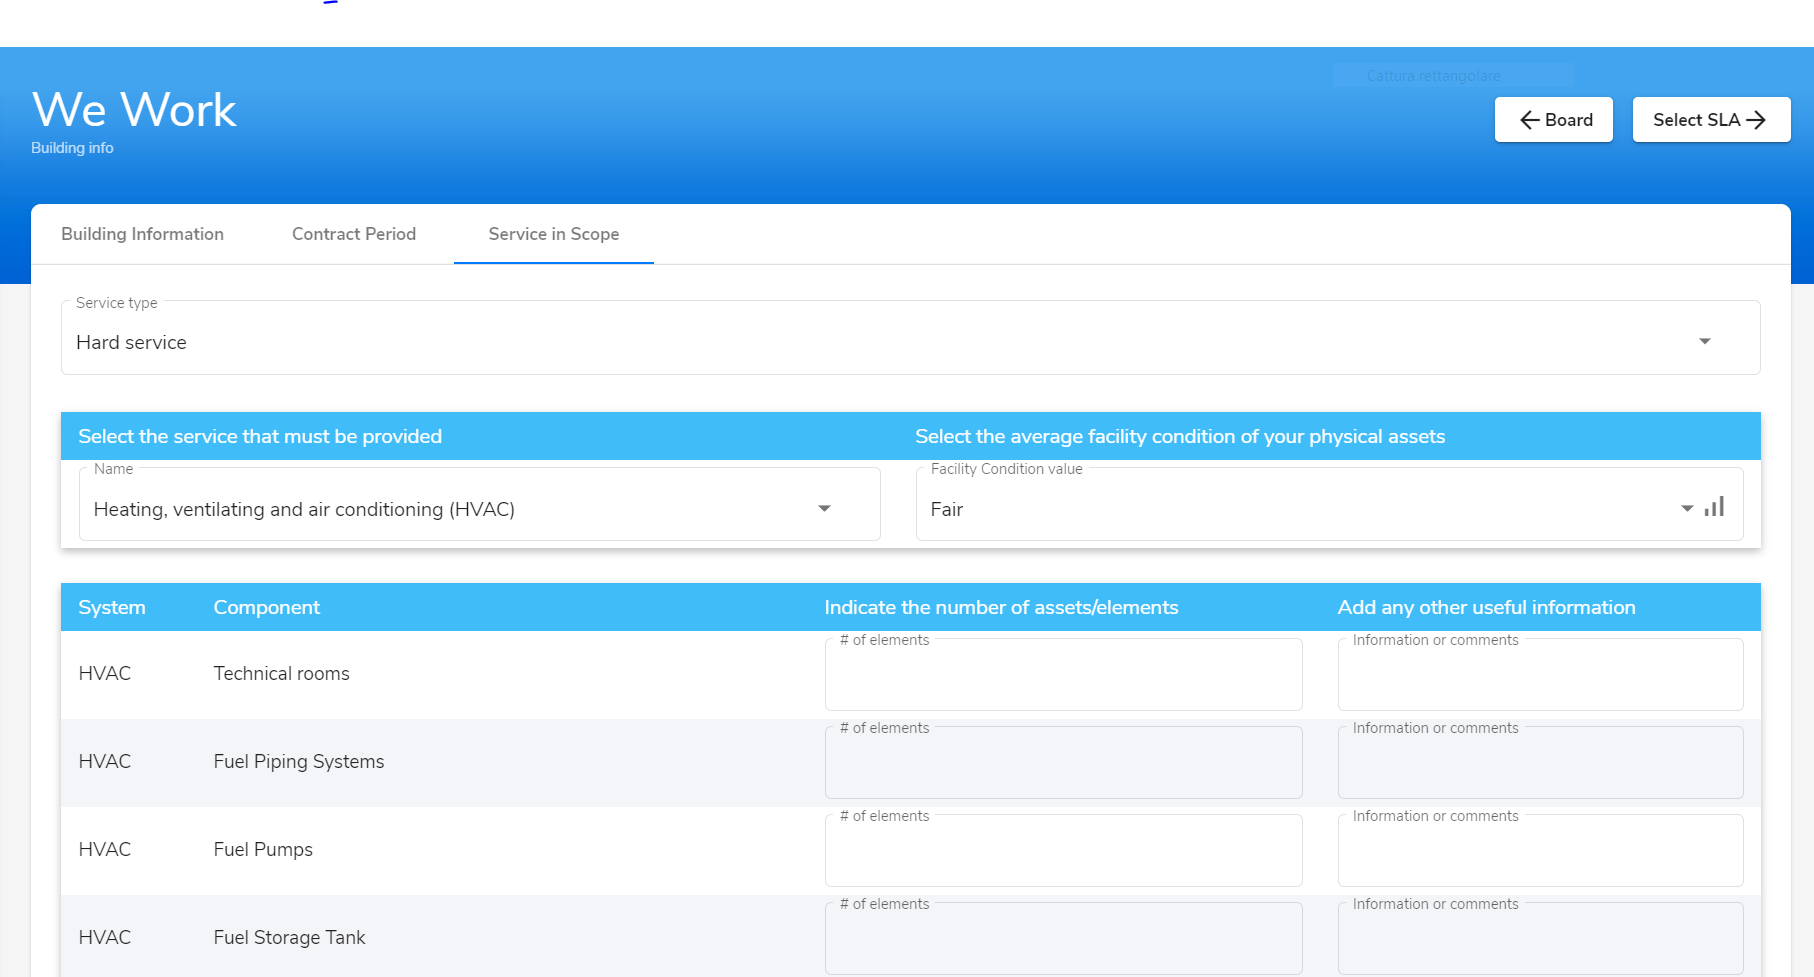 Cattura rettangolare
We Work
Building info
Board
Select SLA
Building Information
Contract Period
Service in Scope
Service type
Hard service
Select the service that must be provided
Select the average facility condition of your physical assets
Name
Heating, ventilating and air conditioning (HVAC)
Facility Condition value
Fair
System
Component
Indicate the number of assets/elements
Add any other useful information
HVAC
Technical rooms
# of elements
Information or comments
HVAC
Fuel Piping Systems
# of elements
Information or comments
HVAC
Fuel Pumps
# of elements
Information or comments
HVAC
Fuel Storage Tank
# of elements
Information or comments